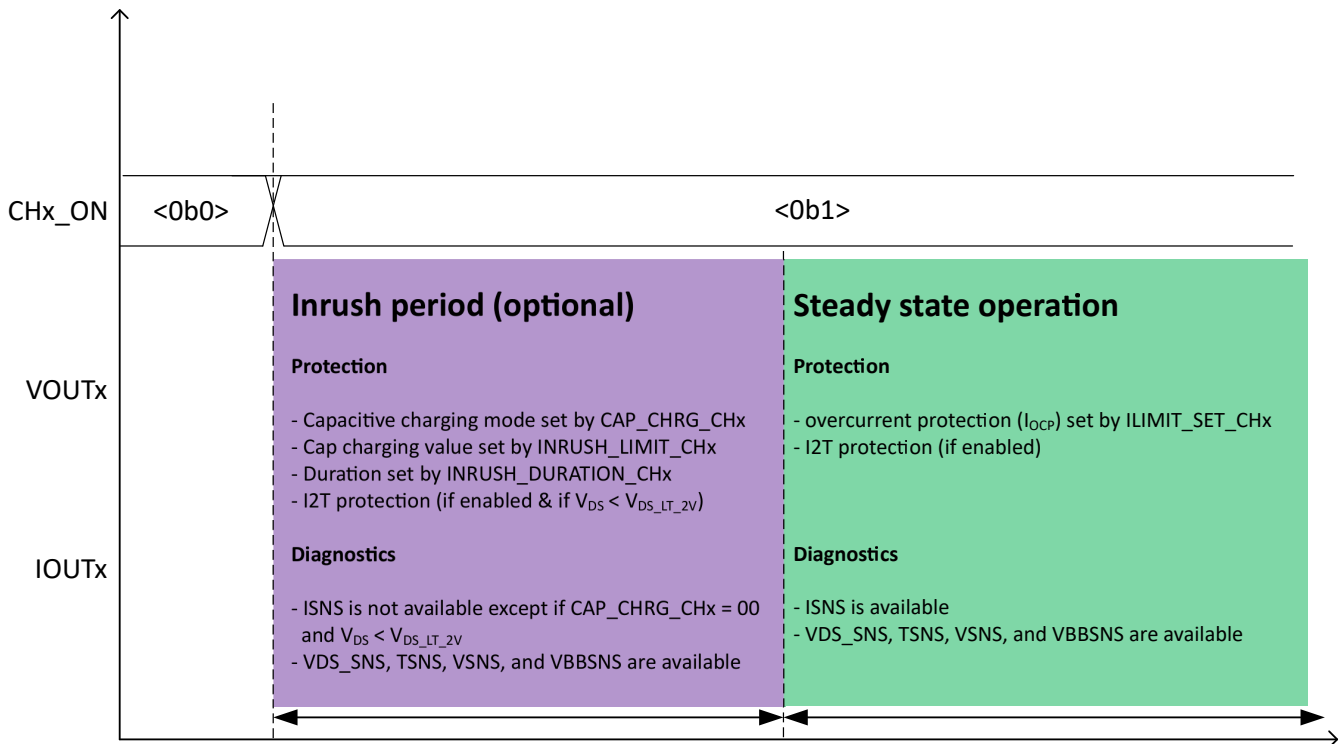 CHx_ON
<0b0>
<0b1>
VOUTx
IOUTx
Inrush period (optional)
Protection
- Capacitive charging mode set by CAP_CHRG_CHx
- Cap charging value set by INRUSH_LIMIT_CHx
- Duration set by INRUSH_DURATION_CHx
- I2T protection (if enabled & if VDS < VDS_LT_2V)
Diagnostics
- ISNS is not available except if CAP_CHRG_CHx = 00
and VDS < VDS_LT_2V
- VDS_SNS, TSNS, VSNS, and VBBSNS are available
Steady state operation
Protection
- overcurrent protection (IOCP) set by ILIMIT_SET_CHx
- I2T protection (if enabled)
Diagnostics
- ISNS is available
- VDS_SNS, TSNS, VSNS, and VBBSNS are available